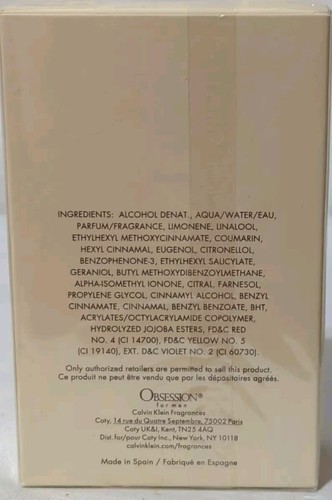 INGREDIENTS: ALCOHOL DENAT., AQUA/WATER/EAU,
PARFUM/FRAGRANCE, LIMONENE, LINALOOL,
ETHYLHEXYL METHOXYCINNAMATE, COUMARIN,
HEXYL CINNAMAL, EUGENOL, CITRONELLOL,
BENZOPHENONE-3, ETHYLHEXYL SALICYLATE,
GERANIOL, BUTYL METHOXYDIBENZOYLMETHANE,
ALPHA-ISOMETHYL IONONE, CITRAL, FARNESOL,
PROPYLENE GLYCOL, CINNAMYL ALCOHOL, BENZYL
CINNAMATE, CINNAMAL, BENZYL BENZOATE, BHT,
ACRYLATES/OCTYLACRYLAMIDE COPOLYMER,
HYDROLYZED JOJOBA ESTERS, FD&C RED
NO. 4 (CI 14700), FD&C YELLOW NO. 5
(CI 19140), EXT. D&C VIOLET NO. 2 (CI 60730).
Only authorized retailers are permitted to sell this product.
Ce produit ne peut être vendu que par les dépositaires agréés.
OBSESSION
for men
Calvin Klein Fragrances
Coty, 14 rue du Quatre Septembre, 75002 Paris
Coty UK&I, Kent, TN25 4AQ
Dist. for/pour Coty Inc., New York, NY 10118
calvinklein.com/fragrances
Made in Spain / Fabriqué en Espagne